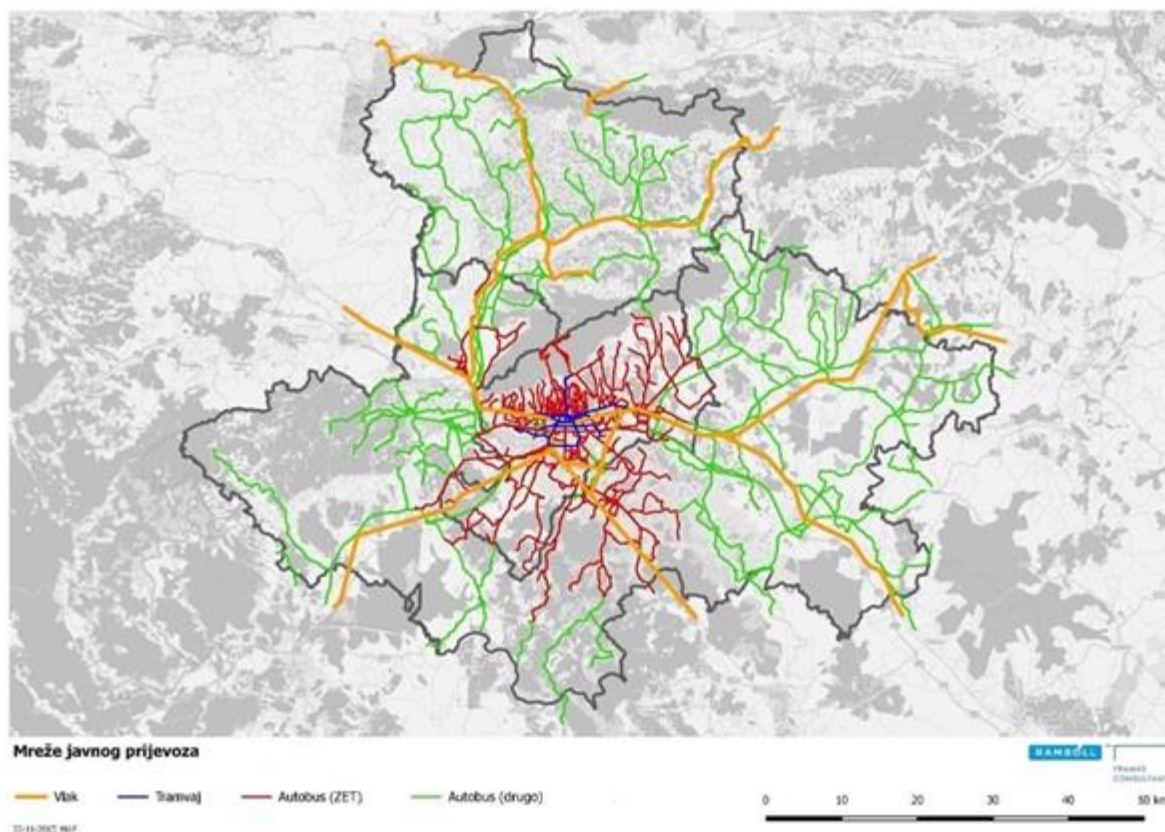 Mreže javnog prijevoza
RAMBOLL
Vlak
Tramvaj
Autobus (ZET)
Autobus (drugo)
0 10 20 30 40 50 km